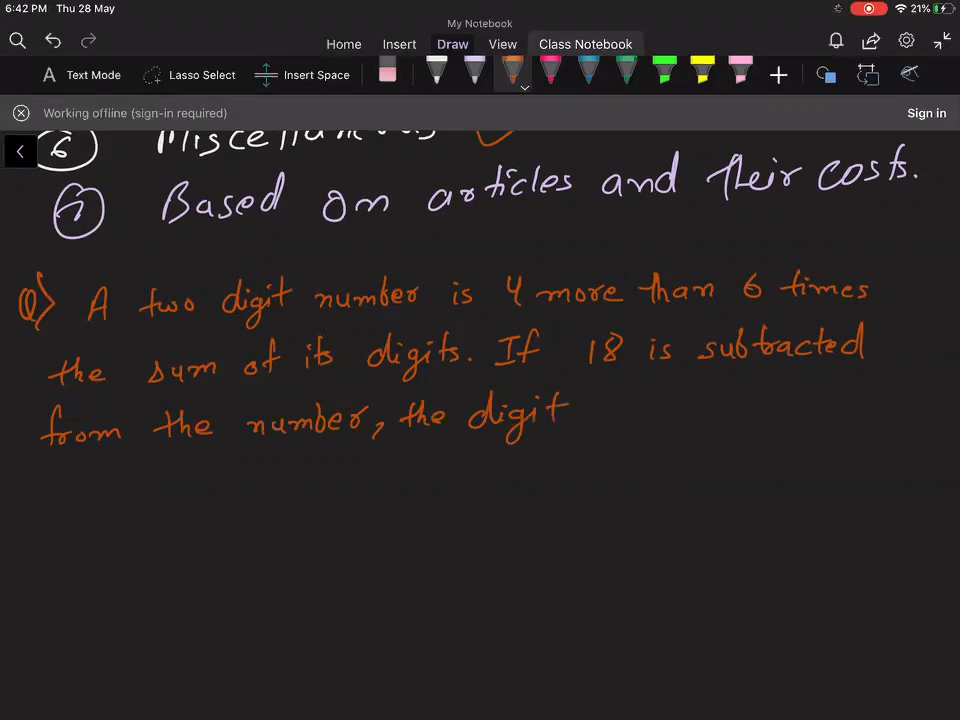 6:42 PM Thu 28 May
21%
My Notebook
Home Insert Draw View Class Notebook
A Text Mode Lasso Select Insert Space
Working offline (sign-in required) Sign in
6 Miscellaneous
7 Based on articles and their costs.
Q> A two digit number is 4 more than 6 times
the sum of its digits. If 18 is subtracted
from the number, the digit